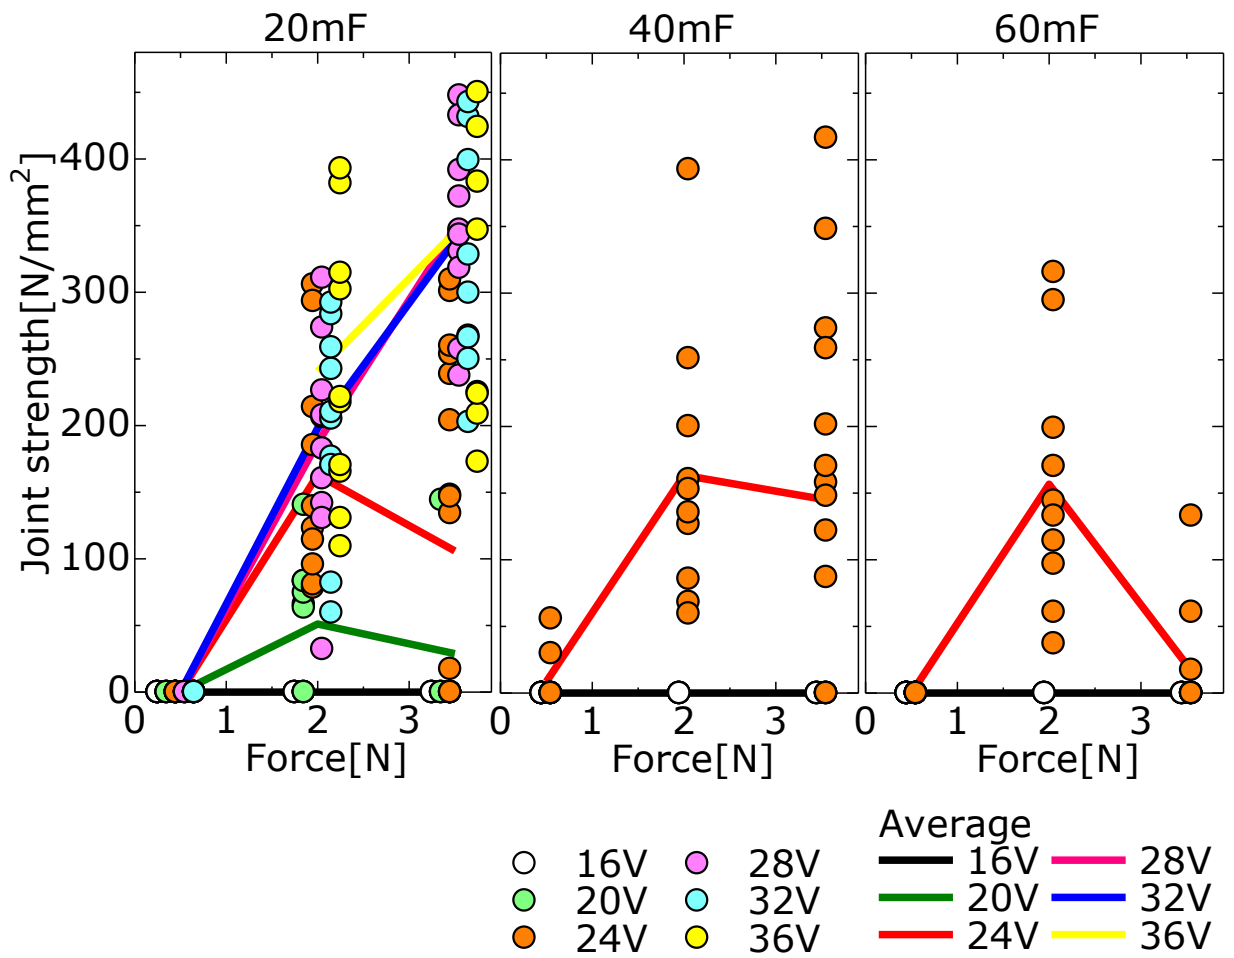 20mF 40mF 60mF
Joint strength[N/mm²]
400
300
200
100
0
0 1 2 3 0 1 2 3 0 1 2 3
Force[N] Force[N] Force[N]
Average
16V 28V 16V 28V
20V 32V 20V 32V
24V 36V 24V 36V